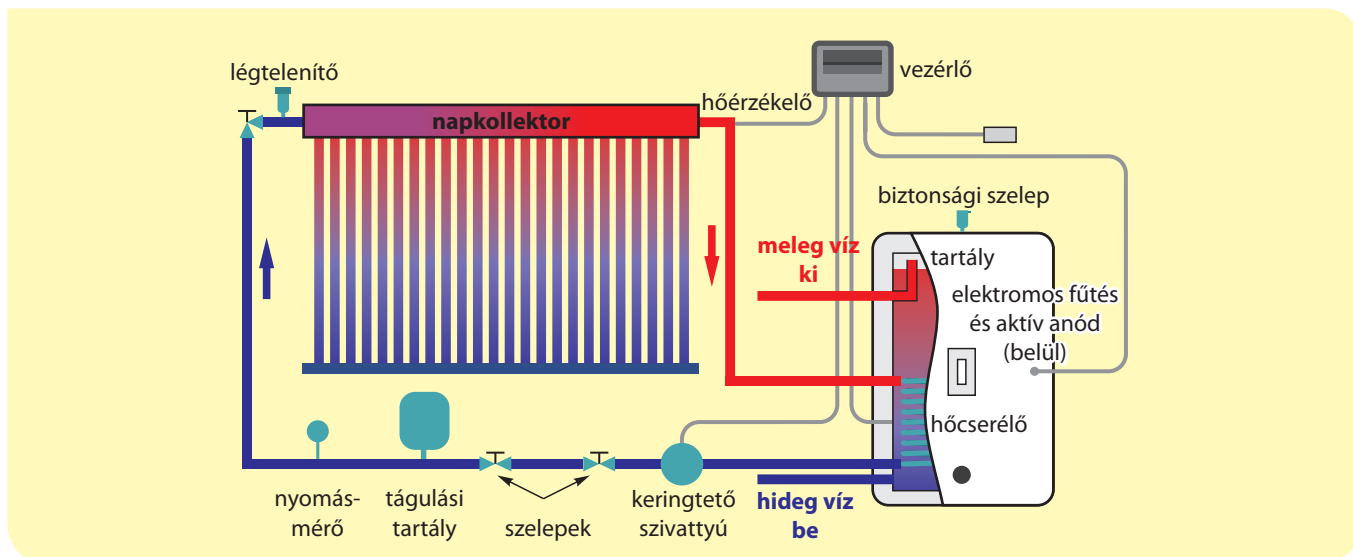 légtelenítő
vezérlő
hőérzékelő
napkollektor
biztonsági szelep
meleg víz
ki
tartály
elektromos fűtés
és aktív anód
(belül)
hőcserélő
nyomás-
mérő
tágulási
tartály
szelepek
keringtető
szivattyú
hideg víz
be